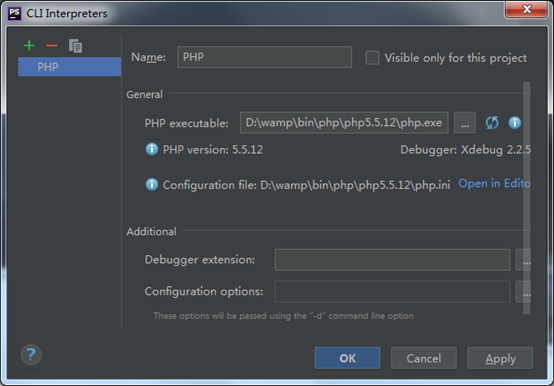 PS CLI Interpreters
PHP
Name: PHP Visible only for this project
General
PHP executable: D:\wamp\bin\php\php5.5.12\php.exe ...
PHP version: 5.5.12 Debugger: Xdebug 2.2.5
Configuration file: D:\wamp\bin\php\php5.5.12\php.ini Open in Edito
Additional
Debugger extension: ...
Configuration options: ...
These options will be passed using the "-d" command line option
? OK Cancel Apply